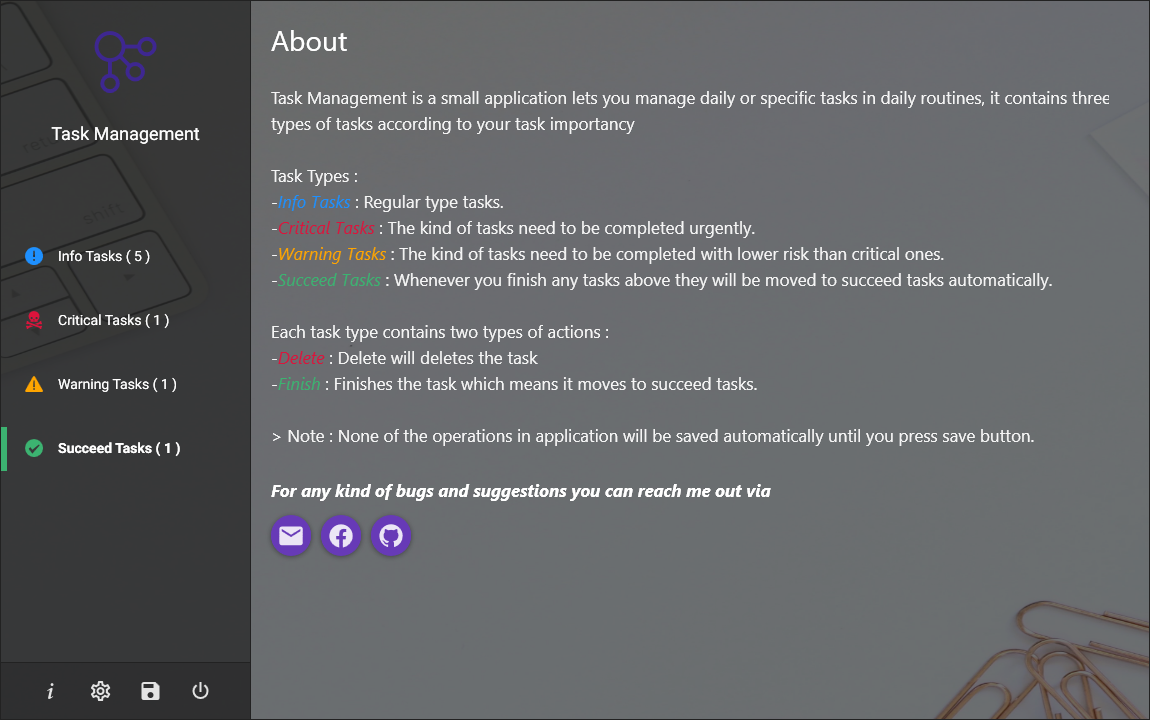 Task Management
Info Tasks ( 5 )
Critical Tasks ( 1 )
Warning Tasks ( 1 )
Succeed Tasks ( 1 )
About
Task Management is a small application lets you manage daily or specific tasks in daily routines, it contains three
types of tasks according to your task importancy
Task Types :
-Info Tasks : Regular type tasks.
-Critical Tasks : The kind of tasks need to be completed urgently.
-Warning Tasks : The kind of tasks need to be completed with lower risk than critical ones.
-Succeed Tasks : Whenever you finish any tasks above they will be moved to succeed tasks automatically.
Each task type contains two types of actions :
-Delete : Delete will deletes the task
-Finish : Finishes the task which means it moves to succeed tasks.
> Note : None of the operations in application will be saved automatically until you press save button.
For any kind of bugs and suggestions you can reach me out via
shift